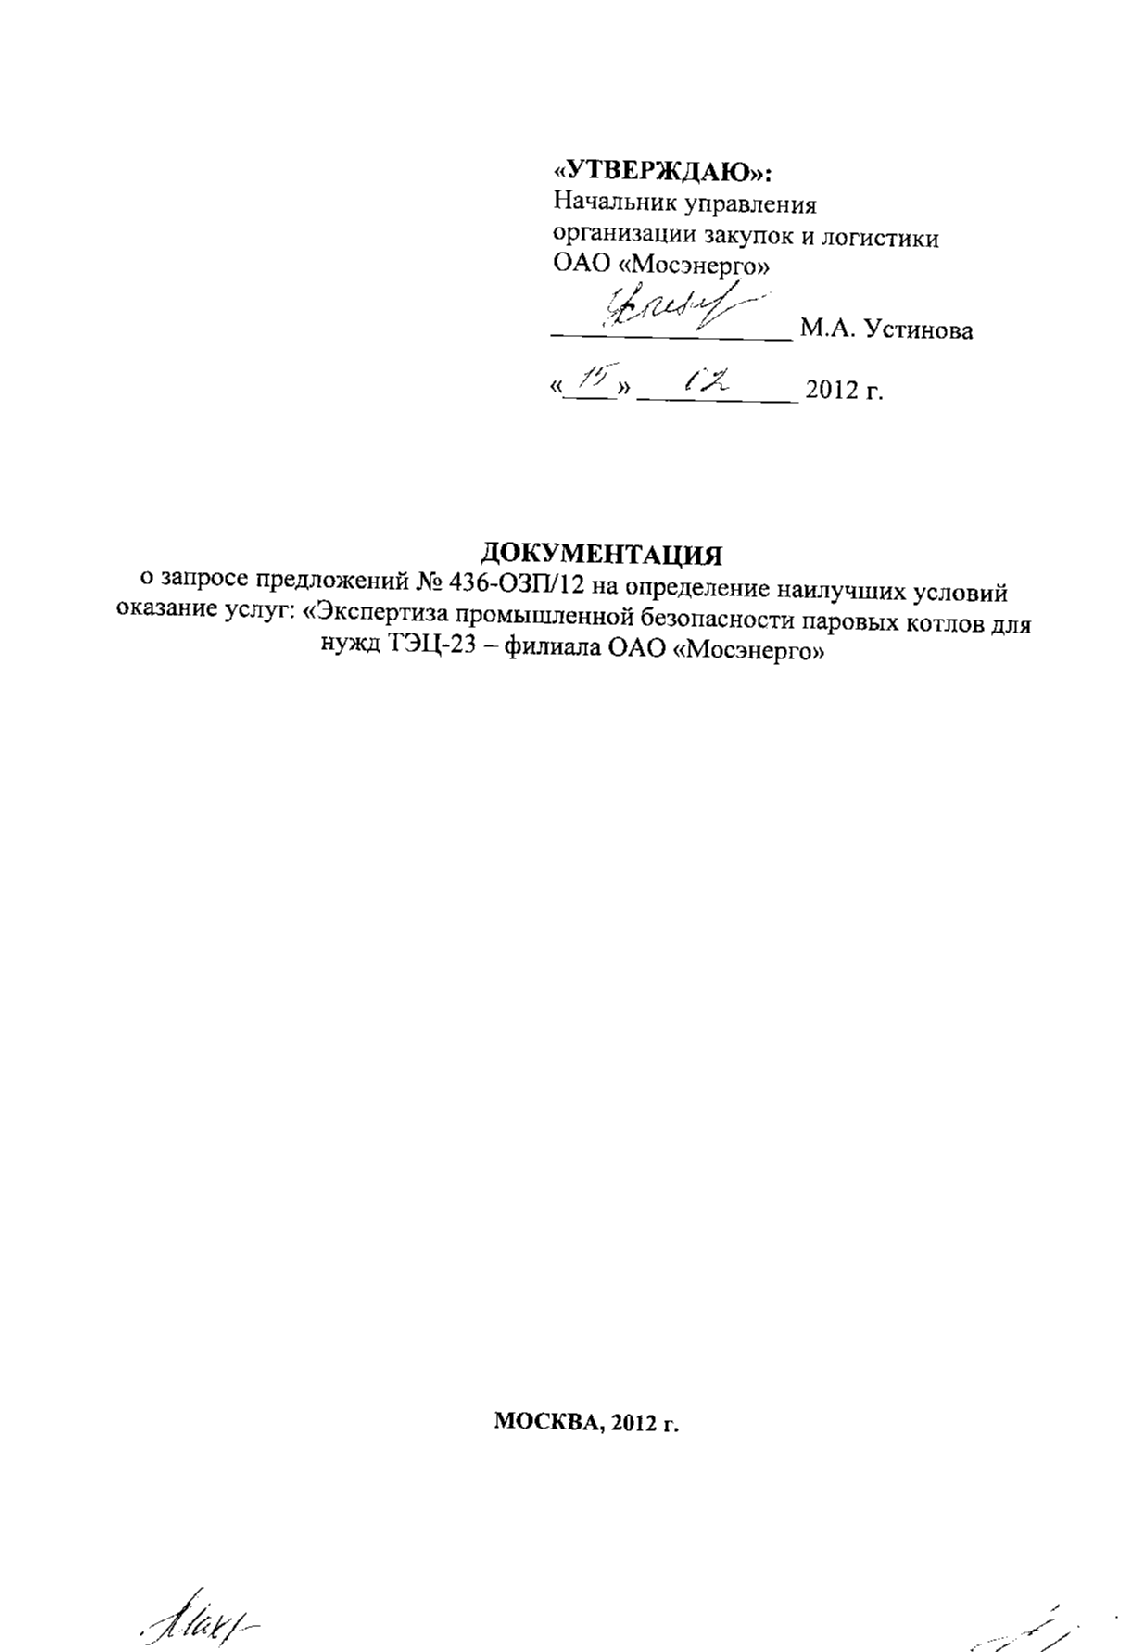 «УТВЕРЖДАЮ»:
Начальник управления
организации закупок и логистики
ОАО «Мосэнерго»
М.А. Устинова
«15» 12 2012 г.
ДОКУМЕНТАЦИЯ
о запросе предложений № 436-ОЗП/12 на определение наилучших условий
оказание услуг: «Экспертиза промышленной безопасности паровых котлов для
нужд ТЭЦ-23 – филиала ОАО «Мосэнерго»
МОСКВА, 2012 г.